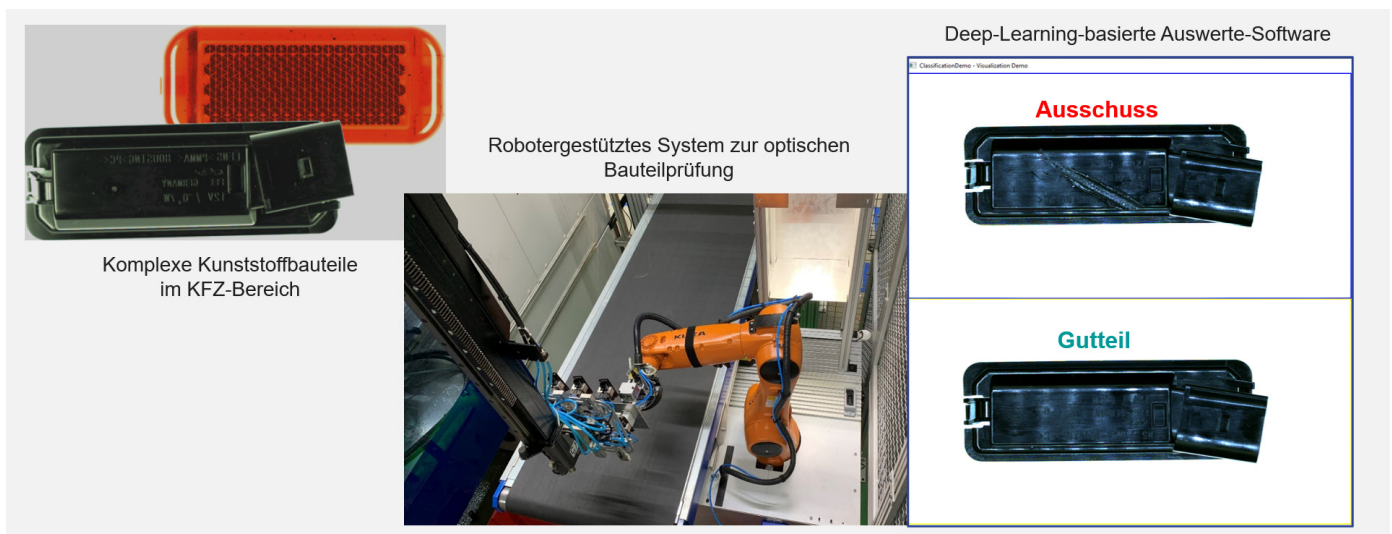 Deep-Learning-basierte Auswerte-Software
ClassificationDemo - Visualization Demo
Ausschuss
Robotergestütztes System zur optischen
Bauteilprüfung
Komplexe Kunststoffbauteile
im KFZ-Bereich
KUKA
Gutteil